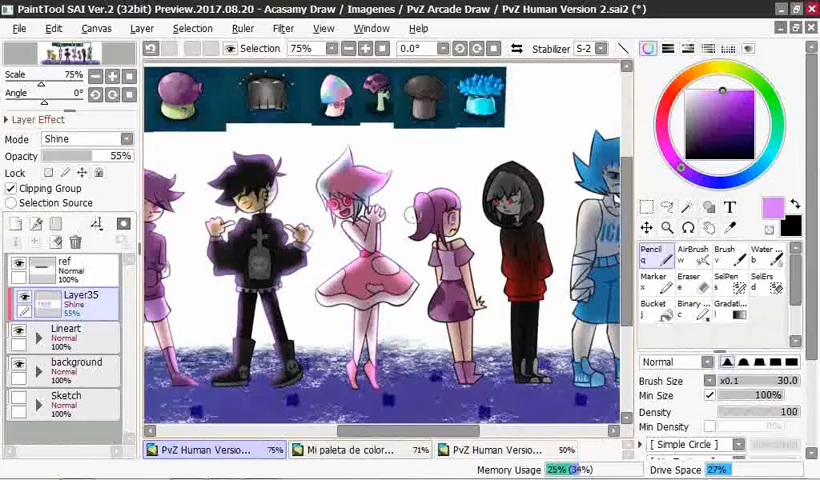 PaintTool SAI Ver.2 (32bit) Preview.2017.08.20 - Acasamy Draw / Imagenes / PvZ Arcade Draw / PvZ Human Version 2.sai2 (*)
File Edit Canvas Layer Selection Ruler Filter View Window Help
Selection 75% 0.0° Stabilizer S-2
Scale
75%
Angle
0°
Layer Effect
Mode Shine
Opacity 55%
Lock
Clipping Group
Selection Source
ref
Normal
100%
Layer35
Shine
55%
Lineart
Normal
100%
background
Normal
100%
Sketch
Normal
100%
ICE
Pencil
q
AirBrush
w
Brush
v
Water ...
b
Marker
x
Eraser
e
SelPen
s
SelErs
d
Bucket
j
Binary ...
c
Gradati...
Normal
Brush Size x0.1 30.0
Min Size 100%
Density 100
Min Density
[ Simple Circle ]
PvZ Human Versio... 75%
Mi paleta de color... 71%
PvZ Human Versio... 50%
Memory Usage 25% (34%) Drive Space 27%